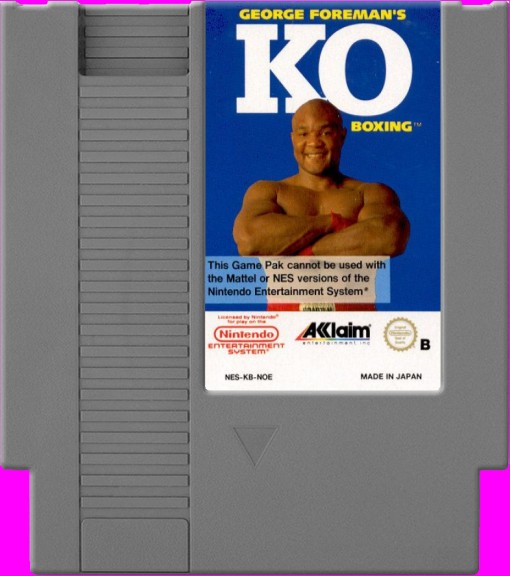 GEORGE FOREMAN'S
KO
BOXING™
This Game Pak cannot be used with
the Mattel or NES versions of the
Nintendo Entertainment System*
Licensed by Nintendo®
for play on the
Nintendo
ENTERTAINMENT
SYSTEM®
AKKlaim
entertainment inc
B
NES-KB-NOE
MADE IN JAPAN